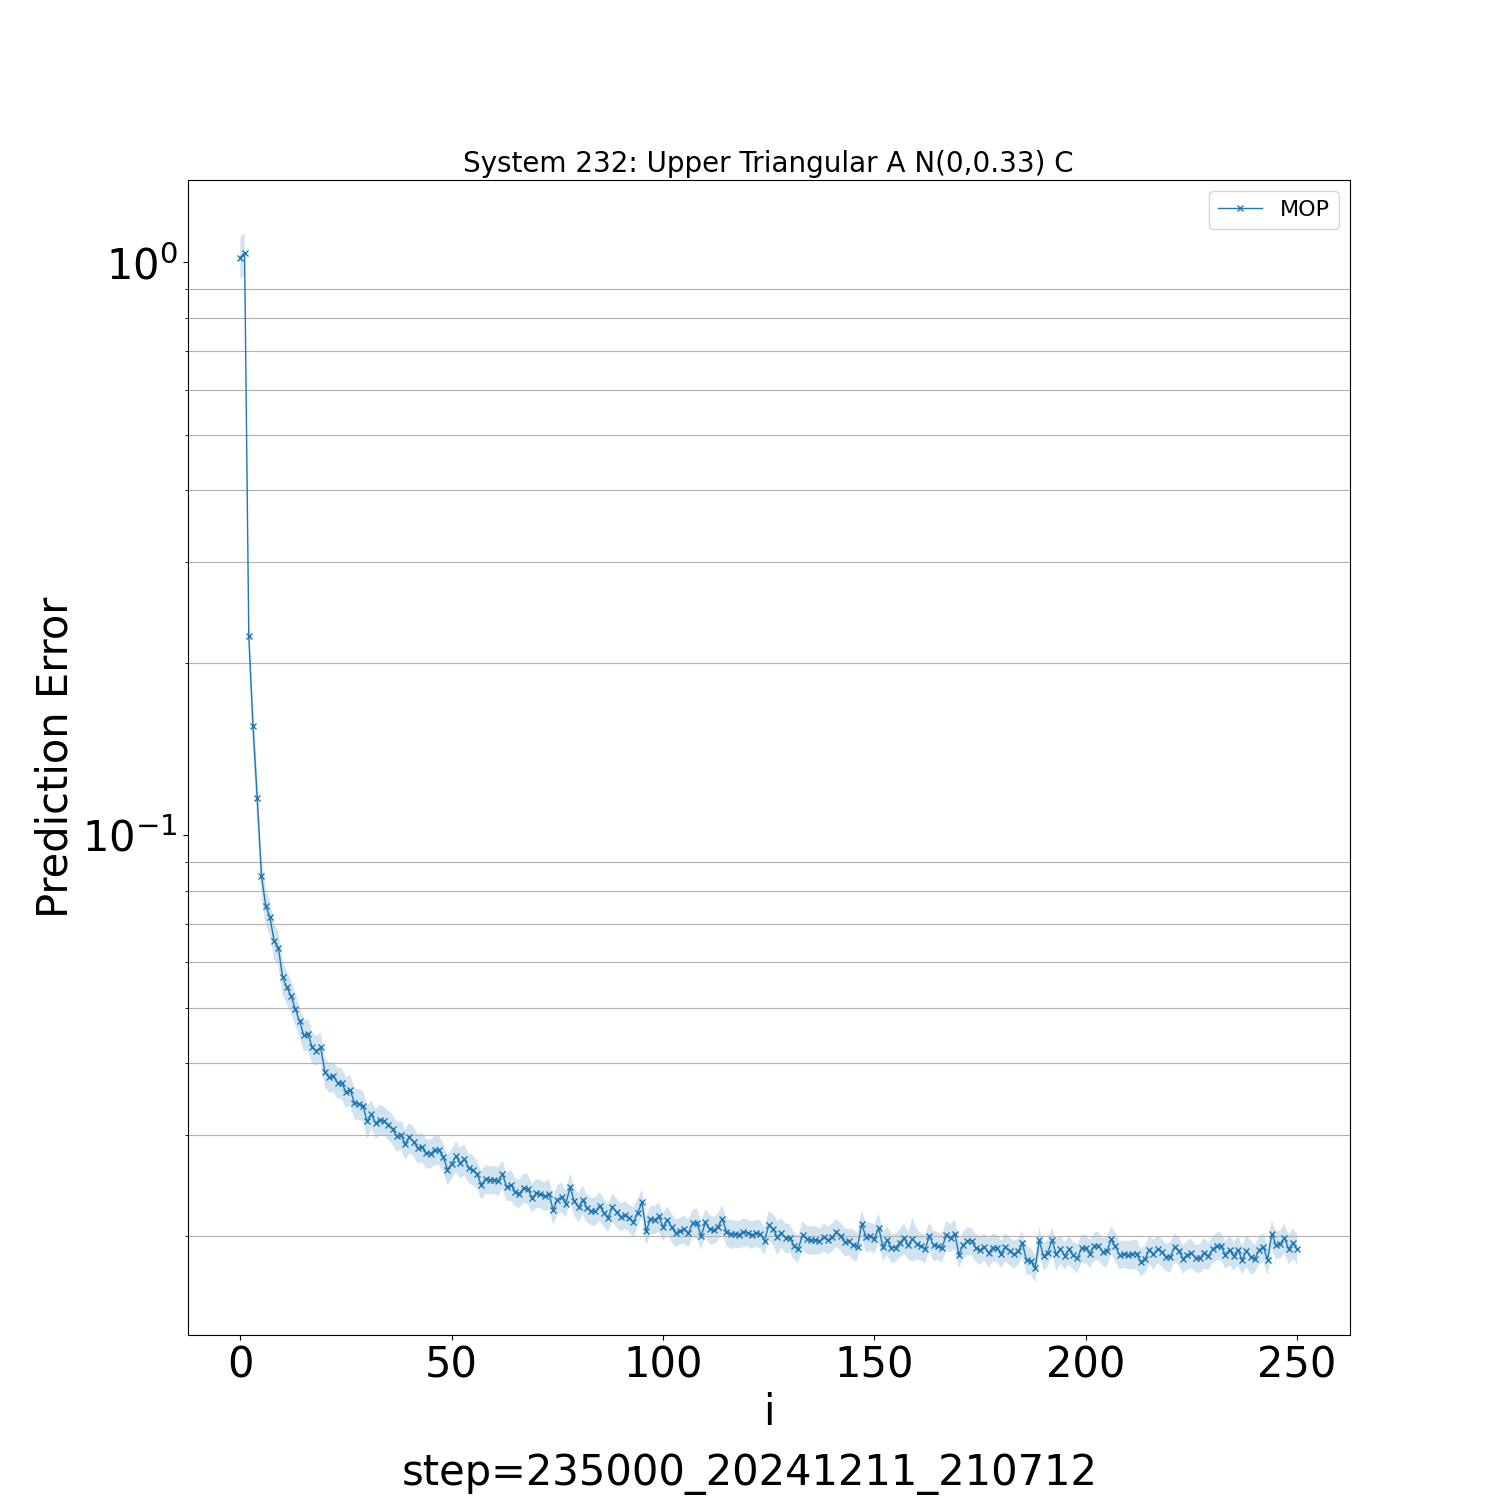 System 232: Upper Triangular A N(0,0.33) C
MOP
10⁰
10⁻¹
Prediction Error
0 50 100 150 200 250
i
step=235000_20241211_210712